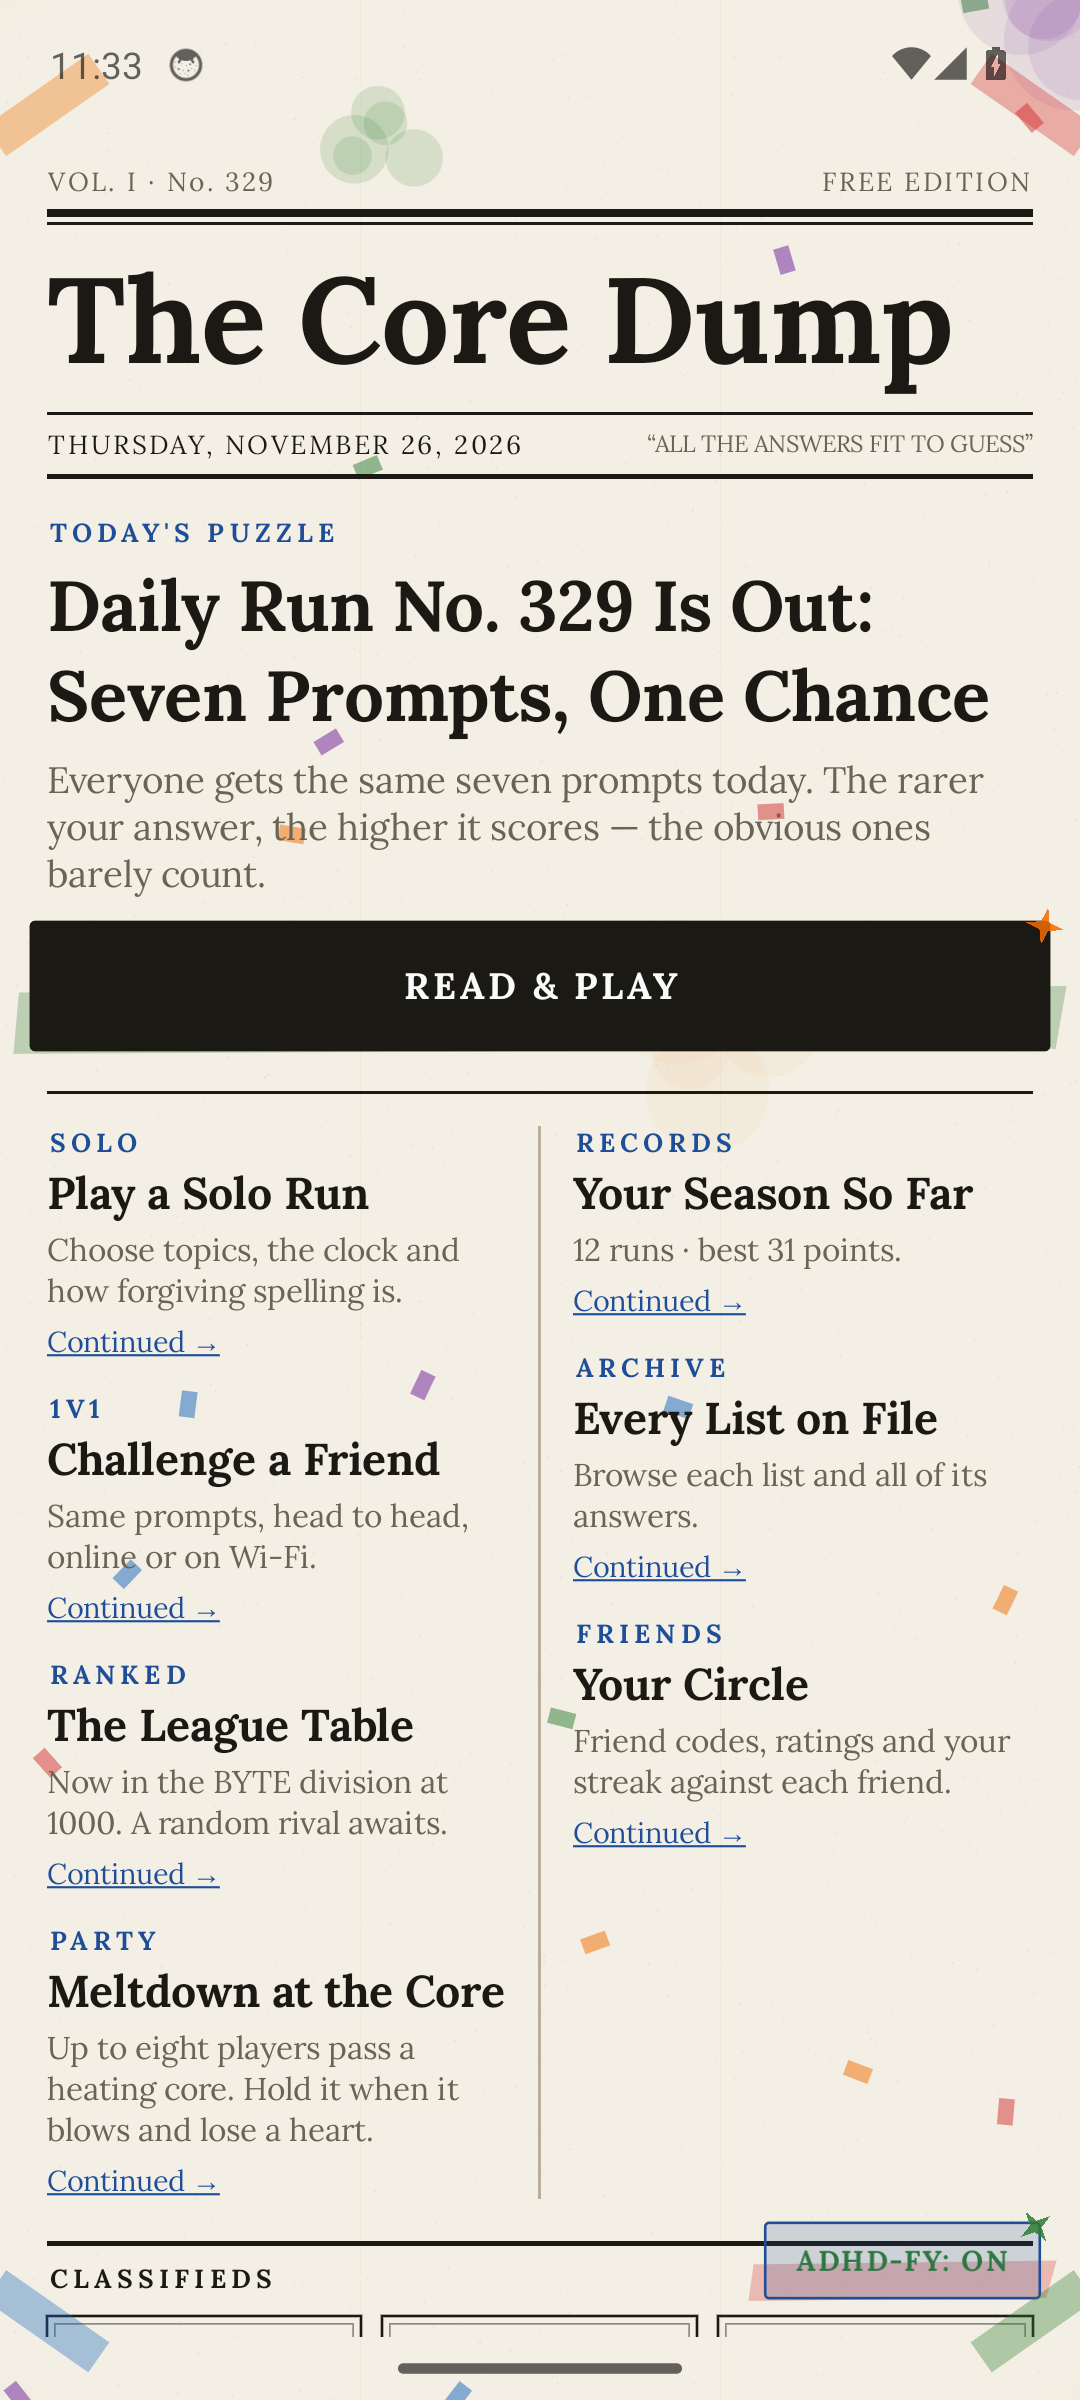 11:33
VOL. I · No. 329
FREE EDITION
The Core Dump
THURSDAY, NOVEMBER 26, 2026
“ALL THE ANSWERS FIT TO GUESS”
TODAY'S PUZZLE
Daily Run No. 329 Is Out:
Seven Prompts, One Chance
Everyone gets the same seven prompts today. The rarer
your answer, the higher it scores — the obvious ones
barely count.
READ & PLAY
SOLO
Play a Solo Run
Choose topics, the clock and
how forgiving spelling is.
Continued →
1V1
Challenge a Friend
Same prompts, head to head,
online or on Wi-Fi.
Continued →
RANKED
The League Table
Now in the BYTE division at
1000. A random rival awaits.
Continued →
PARTY
Meltdown at the Core
Up to eight players pass a
heating core. Hold it when it
blows and lose a heart.
Continued →
RECORDS
Your Season So Far
12 runs · best 31 points.
Continued →
ARCHIVE
Every List on File
Browse each list and all of its
answers.
Continued →
FRIENDS
Your Circle
Friend codes, ratings and your
streak against each friend.
Continued →
ADHD-FY: ON
CLASSIFIEDS